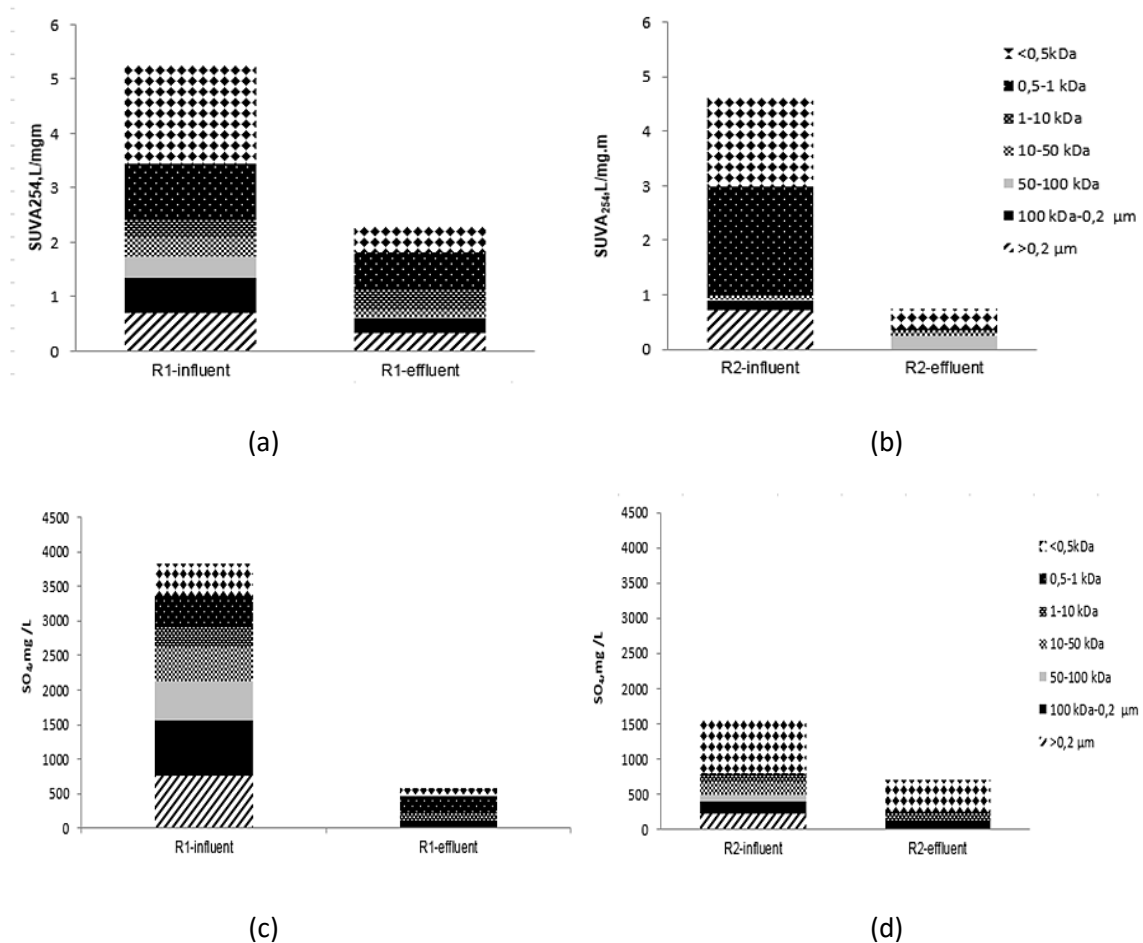 6
5
4
3
2
1
0
SUVA254,L/mgm
R1-influent
R1-effluent
(a)
6
5
4
3
2
1
0
SUVA254,L/mg.m
R2-influent
R2-effluent
<0,5kDa
0,5-1 kDa
1-10 kDa
10-50 kDa
50-100 kDa
100 kDa-0,2 µm
>0,2 µm
(b)
4500
4000
3500
3000
2500
2000
1500
1000
500
0
SO₄,mg /L
R1-influent
R1-effluent
(c)
4500
4000
3500
3000
2500
2000
1500
1000
500
0
SO₄,mg /L
R2-influent
R2-effluent
<0,5kDa
0,5-1 kDa
1-10 kDa
10-50 kDa
50-100 kDa
100 kDa-0,2 µm
>0,2 µm
(d)